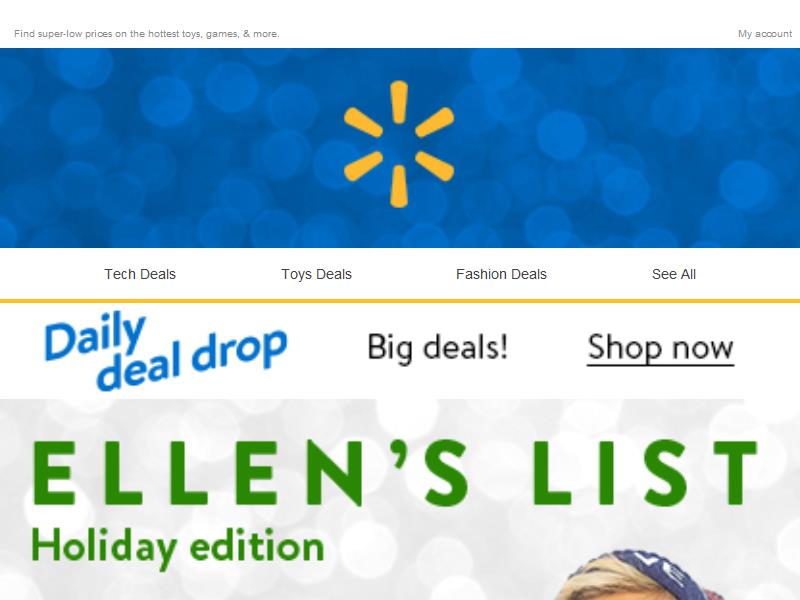 Find super-low prices on the hottest toys, games, & more.
My account
Tech Deals
Toys Deals
Fashion Deals
See All
Daily
deal drop
Big deals!
Shop now
ELLEN'S LIST
Holiday edition